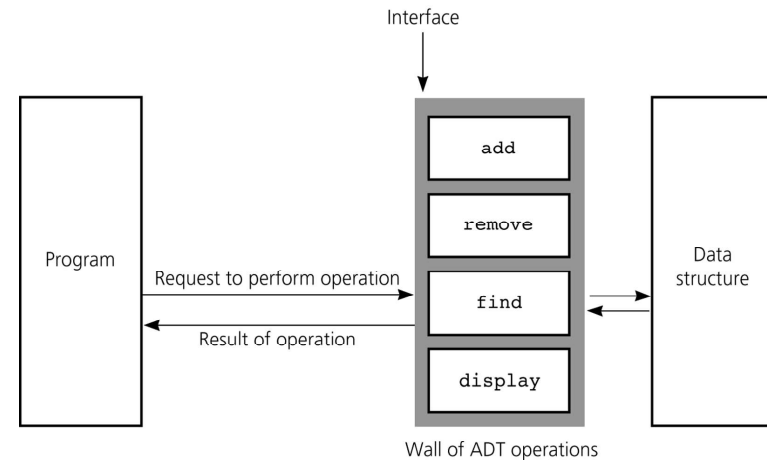 Interface
add
remove
Program
Data
structure
Request to perform operation
find
Result of operation
display
Wall of ADT operations